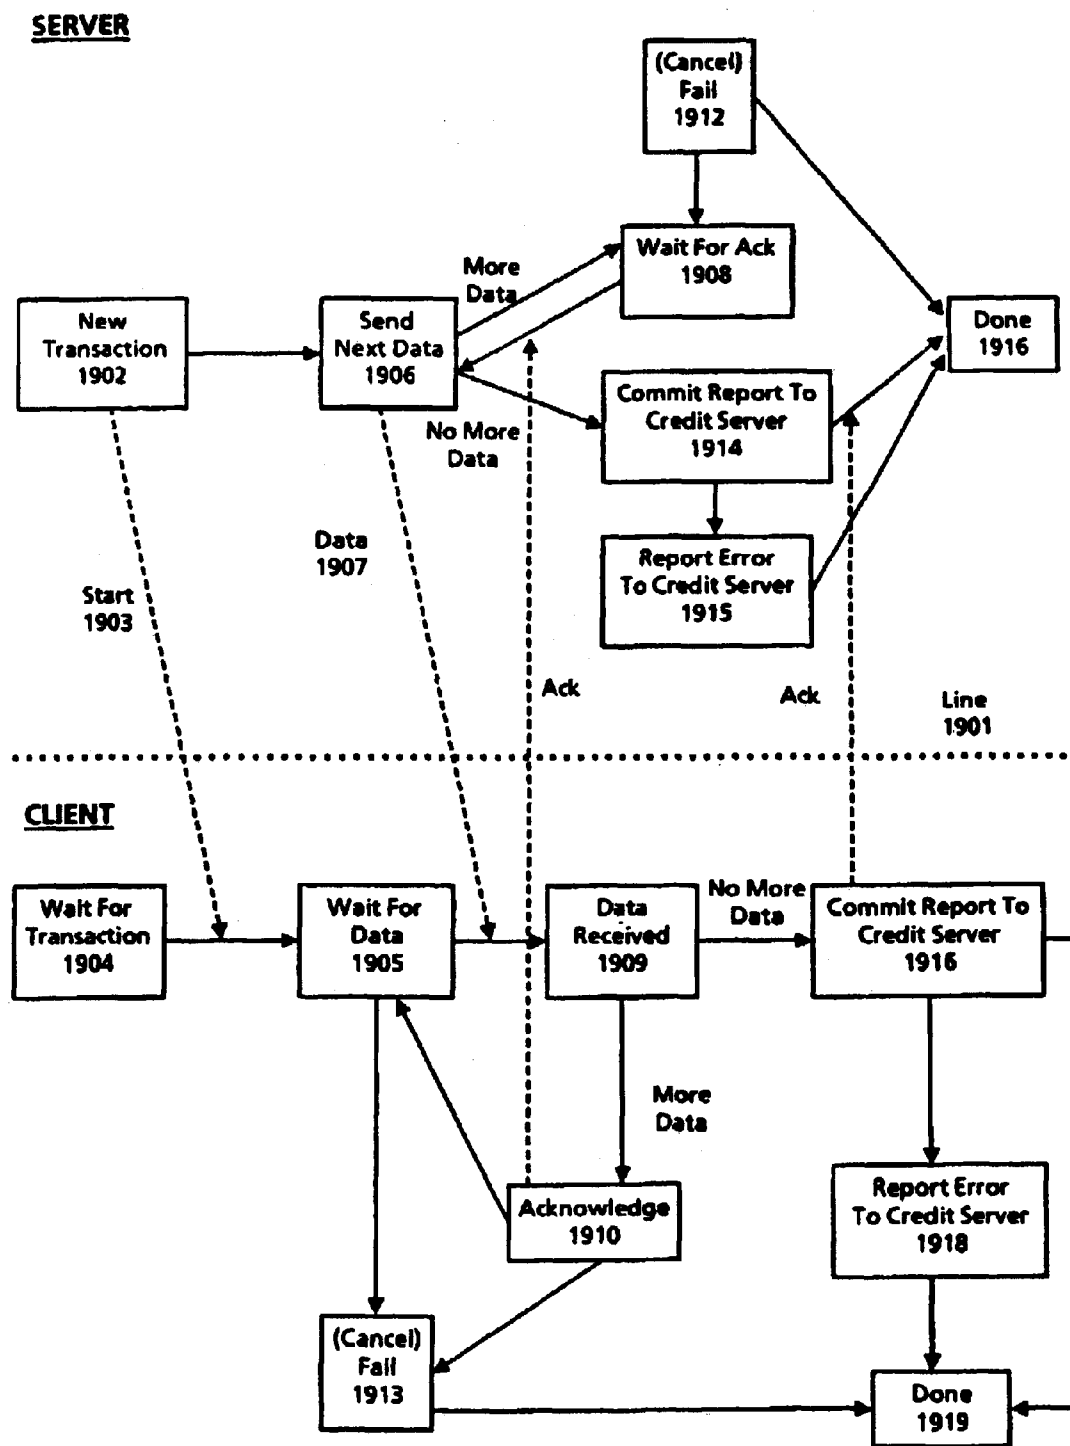 SERVER
(Cancel)
Fail
1912
Wait For Ack
1908
More
Data
New
Transaction
1902
Send
Next Data
1906
Done
1916
Commit Report To
Credit Server
1914
No More
Data
Data
1907
Report Error
To Credit Server
1915
Start
1903
Ack
Ack
Line
1901
CLIENT
Wait For
Transaction
1904
Wait For
Data
1905
Data
Received
1909
No More
Data
Commit Report To
Credit Server
1916
More
Data
Acknowledge
1910
Report Error
To Credit Server
1918
(Cancel)
Fail
1913
Done
1919